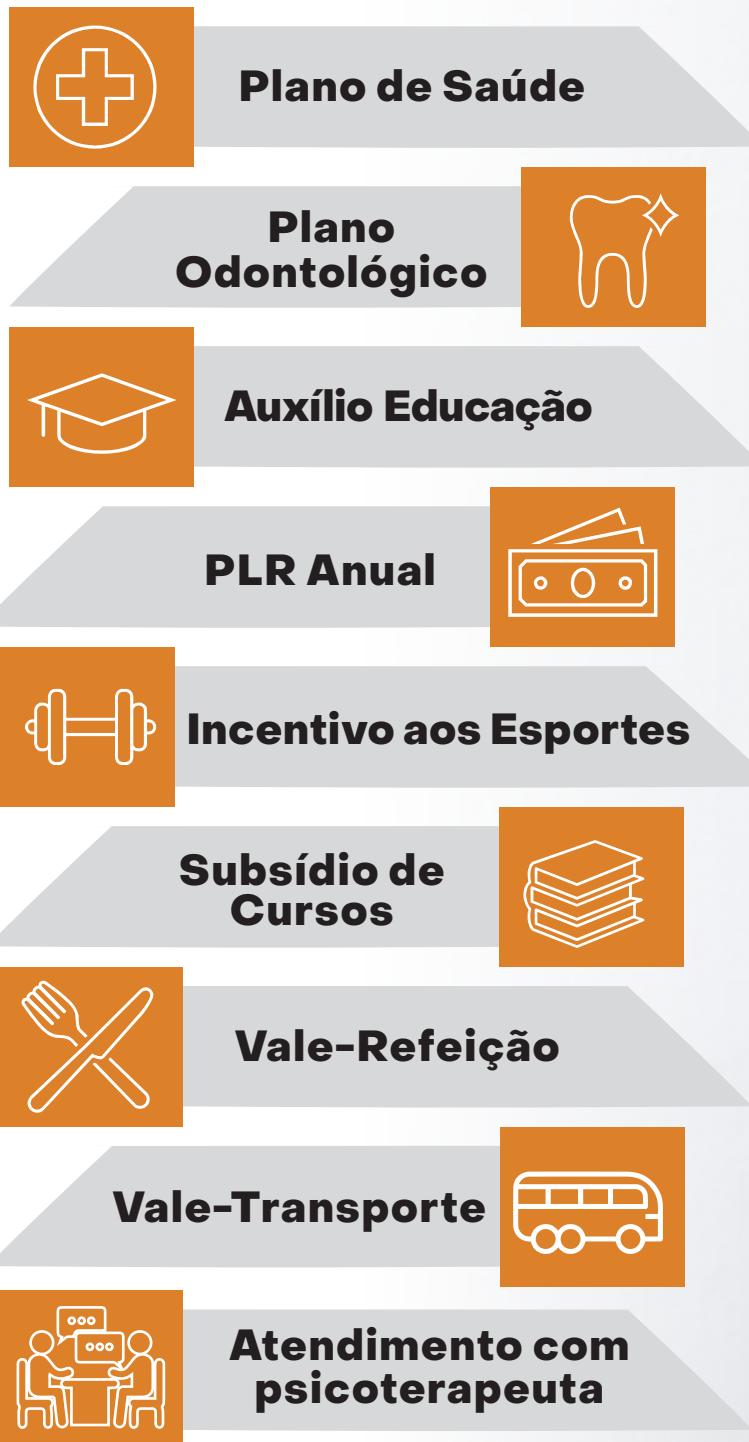 Plano de Saúde
Plano
Odontológico
Auxílio Educação
PLR Anual
Incentivo aos Esportes
Subsídio de
Cursos
Vale-Refeição
Vale-Transporte
Atendimento com
psicoterapeuta